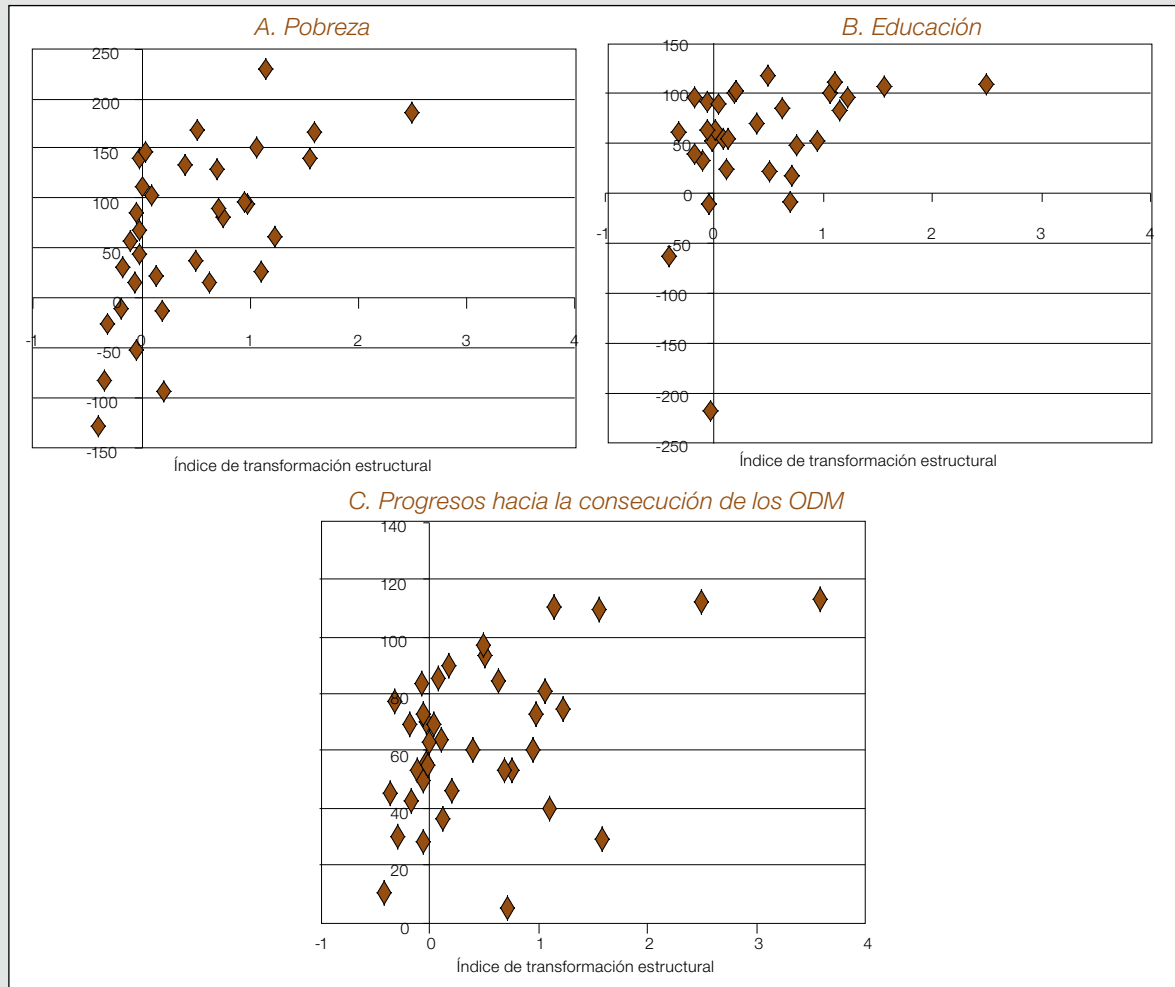 A. Pobreza
250
200
150
100
50
0
-50
-100
-150
-1 0 1 2 3 4
Índice de transformación estructural
B. Educación
150
100
50
0
-50
-100
-150
-200
-250
-1 0 1 2 3 4
Índice de transformación estructural
C. Progresos hacia la consecución de los ODM
140
120
100
80
60
40
20
0
-1 0 1 2 3 4
Índice de transformación estructural